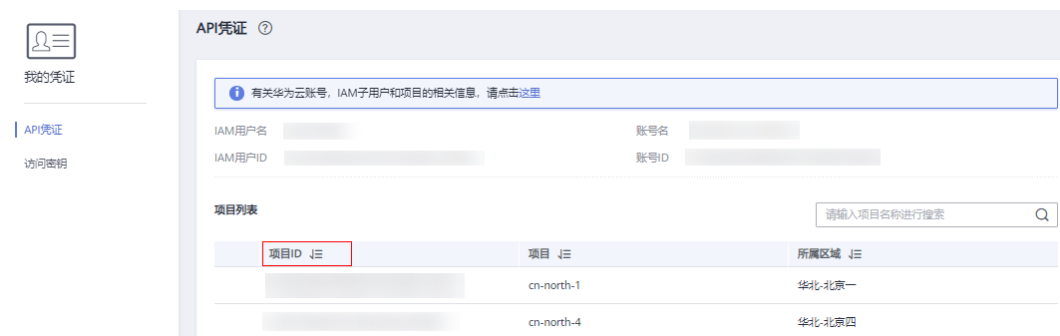 我的凭证
API凭证
访问密钥
API凭证 ?
有关华为云账号，IAM子用户和项目的相关信息，请点击这里
IAM用户名
账号名
IAM用户ID
账号ID
项目列表
请输入项目名称进行搜索
项目ID 项目 所属区域
cn-north-1 华北-北京一
cn-north-4 华北-北京四